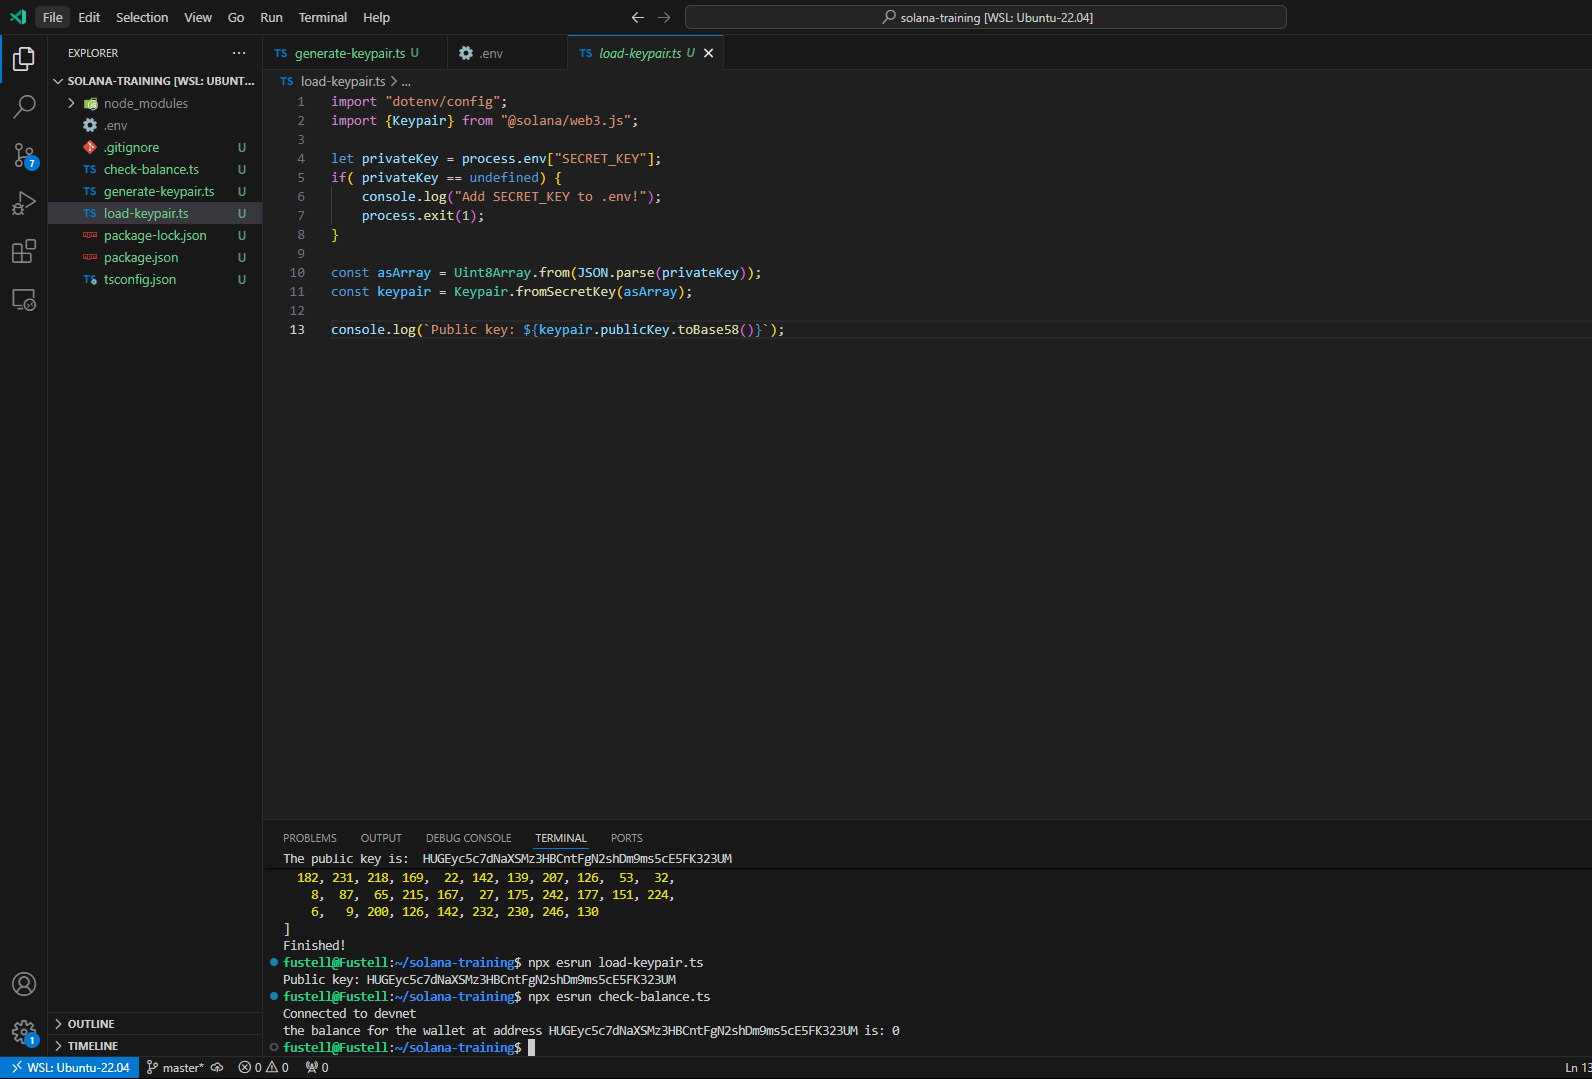 File Edit Selection View Go Run Terminal Help
solana-training [WSL: Ubuntu-22.04]
EXPLORER
SOLANA-TRAINING [WSL: UBUNT...
node_modules
.env
.gitignore U
TS check-balance.ts U
TS generate-keypair.ts U
TS load-keypair.ts U
package-lock.json U
package.json U
TS tsconfig.json U
OUTLINE
TIMELINE
7
1
TS generate-keypair.ts U
.env
TS load-keypair.ts U
TS load-keypair.ts > ...
1 import "dotenv/config";
2 import {Keypair} from "@solana/web3.js";
3
4 let privateKey = process.env["SECRET_KEY"];
5 if( privateKey == undefined) {
6 console.log("Add SECRET_KEY to .env!");
7 process.exit(1);
8 }
9
10 const asArray = Uint8Array.from(JSON.parse(privateKey));
11 const keypair = Keypair.fromSecretKey(asArray);
12
13 console.log(`Public key: ${keypair.publicKey.toBase58()}`);
PROBLEMS OUTPUT DEBUG CONSOLE TERMINAL PORTS
The public key is:  HUGEyc5c7dNaXSMz3HBCntFgN2shDm9ms5cE5FK323UM
182, 231, 218, 169,  22, 142, 139, 207, 126,  53,  32,
8,  87,  65, 215, 167,  27, 175, 242, 177, 151, 224,
6,   9, 200, 126, 142, 232, 230, 246, 130
]
Finished!
fustell@Fustell:~/solana-training$ npx esrun load-keypair.ts
Public key: HUGEyc5c7dNaXSMz3HBCntFgN2shDm9ms5cE5FK323UM
fustell@Fustell:~/solana-training$ npx esrun check-balance.ts
Connected to devnet
the balance for the wallet at address HUGEyc5c7dNaXSMz3HBCntFgN2shDm9ms5cE5FK323UM is: 0
fustell@Fustell:~/solana-training$
WSL: Ubuntu-22.04 master* 0 0 0 Ln 13